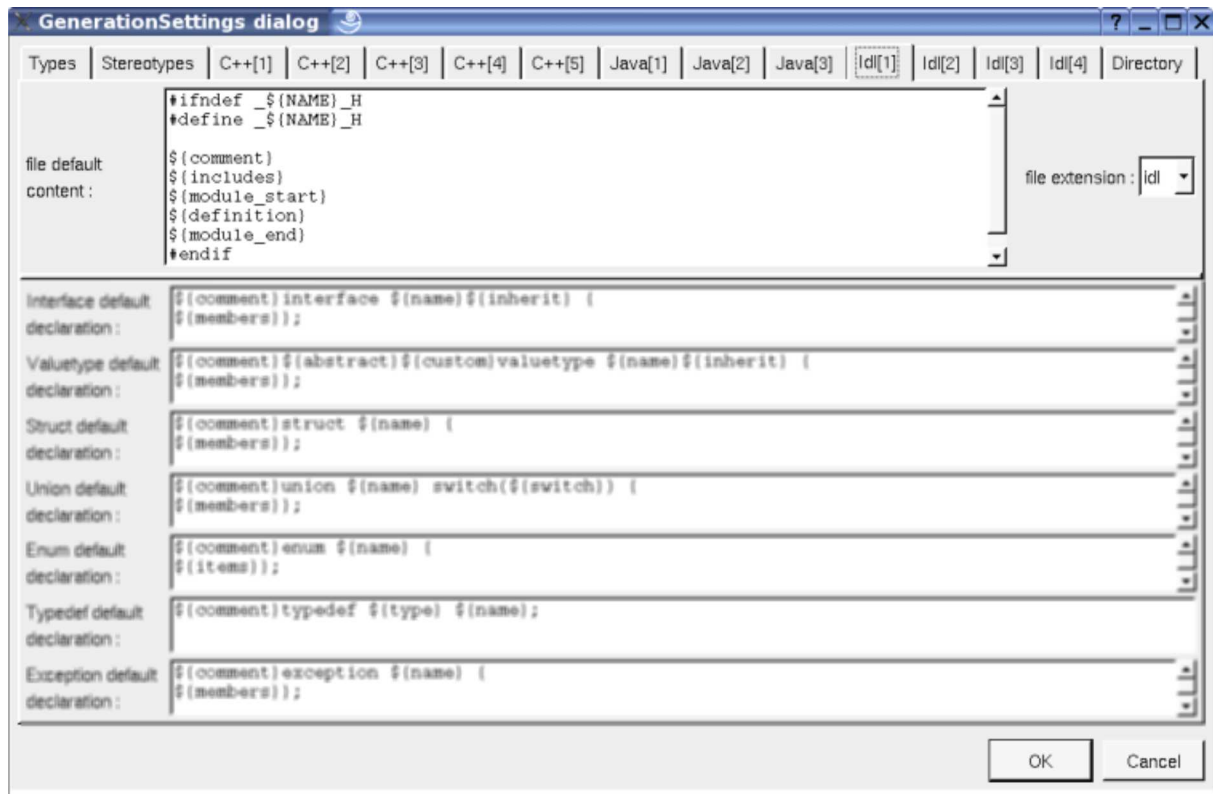 GenerationSettings dialog
Types Stereotypes C++[1] C++[2] C++[3] C++[4] C++[5] Java[1] Java[2] Java[3] Idl[1] Idl[2] Idl[3] Idl[4] Directory
file default
content :
#ifndef _${NAME}_H
#define _${NAME}_H
${comment}
${includes}
${module_start}
${definition}
${module_end}
#endif
file extension : idl
Interface default
declaration :
${comment}interface ${name}${inherit} {
${members}};
Valuetype default
declaration :
${comment}${abstract}${custom}valuetype ${name}${inherit} {
${members}};
Struct default
declaration :
${comment}struct ${name} {
${members}};
Union default
declaration :
${comment}union ${name} switch(${switch}) {
${members}};
Enum default
declaration :
${comment}enum ${name} {
${items}};
Typedef default
declaration :
${comment}typedef ${type} ${name};
Exception default
declaration :
${comment}exception ${name} {
${members}};
OK Cancel